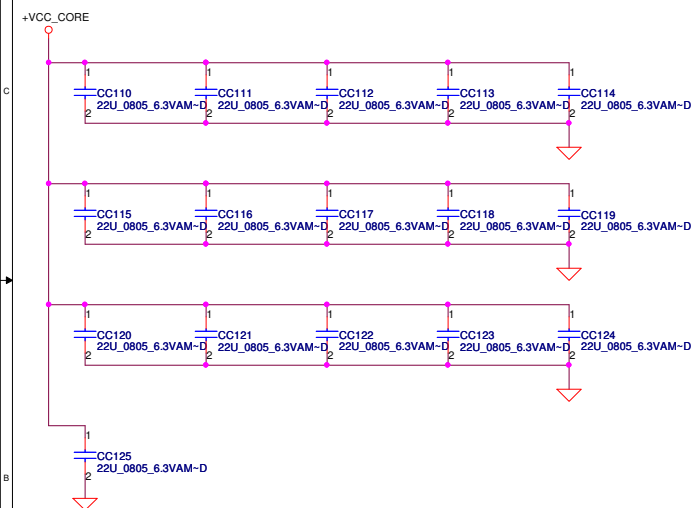 +VCC_CORE
C
1 1 1 1 1
CC110 CC111 CC112 CC113 CC114
22U_0805_6.3VAM~D 22U_0805_6.3VAM~D 22U_0805_6.3VAM~D 22U_0805_6.3VAM~D 22U_0805_6.3VAM~D
2 2 2 2 2
1 1 1 1 1
CC115 CC116 CC117 CC118 CC119
22U_0805_6.3VAM~D 22U_0805_6.3VAM~D 22U_0805_6.3VAM~D 22U_0805_6.3VAM~D 22U_0805_6.3VAM~D
2 2 2 2 2
1 1 1 1 1
CC120 CC121 CC122 CC123 CC124
22U_0805_6.3VAM~D 22U_0805_6.3VAM~D 22U_0805_6.3VAM~D 22U_0805_6.3VAM~D 22U_0805_6.3VAM~D
2 2 2 2 2
1
CC125
22U_0805_6.3VAM~D
2
B